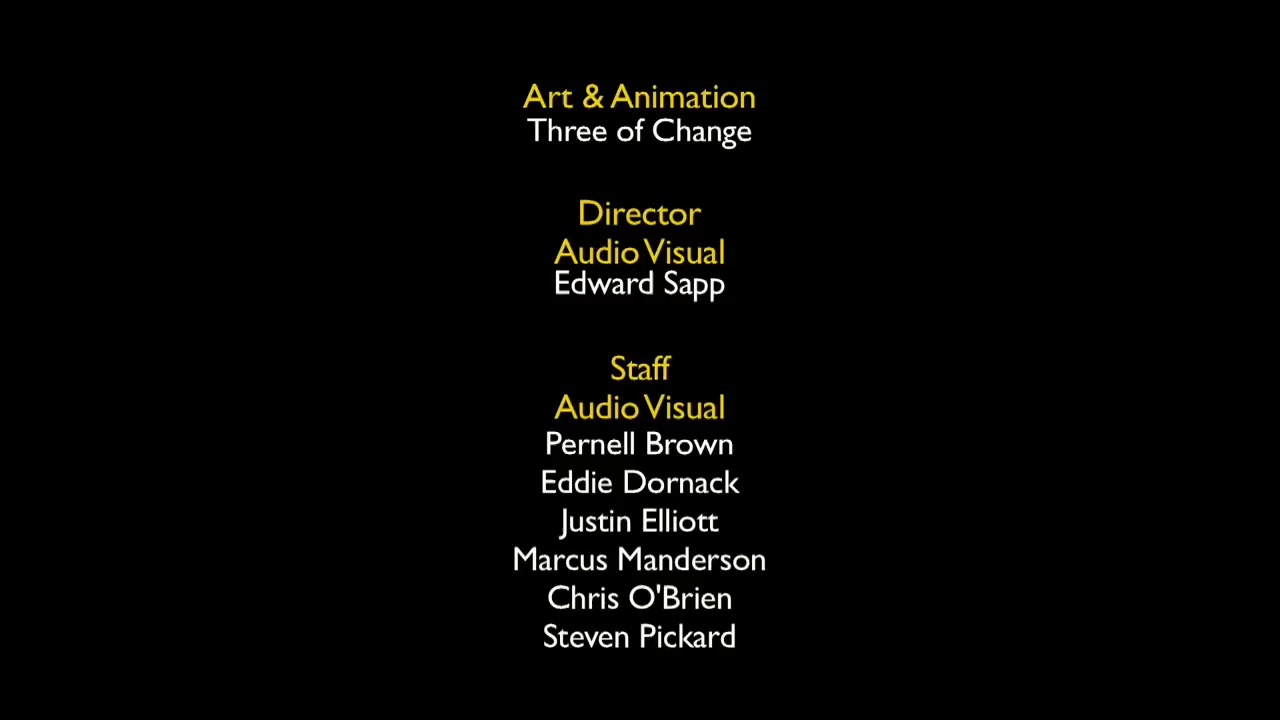 Art & Animation
Three of Change
Director
Audio Visual
Edward Sapp
Staff
Audio Visual
Pernell Brown
Eddie Dornack
Justin Elliott
Marcus Manderson
Chris O'Brien
Steven Pickard